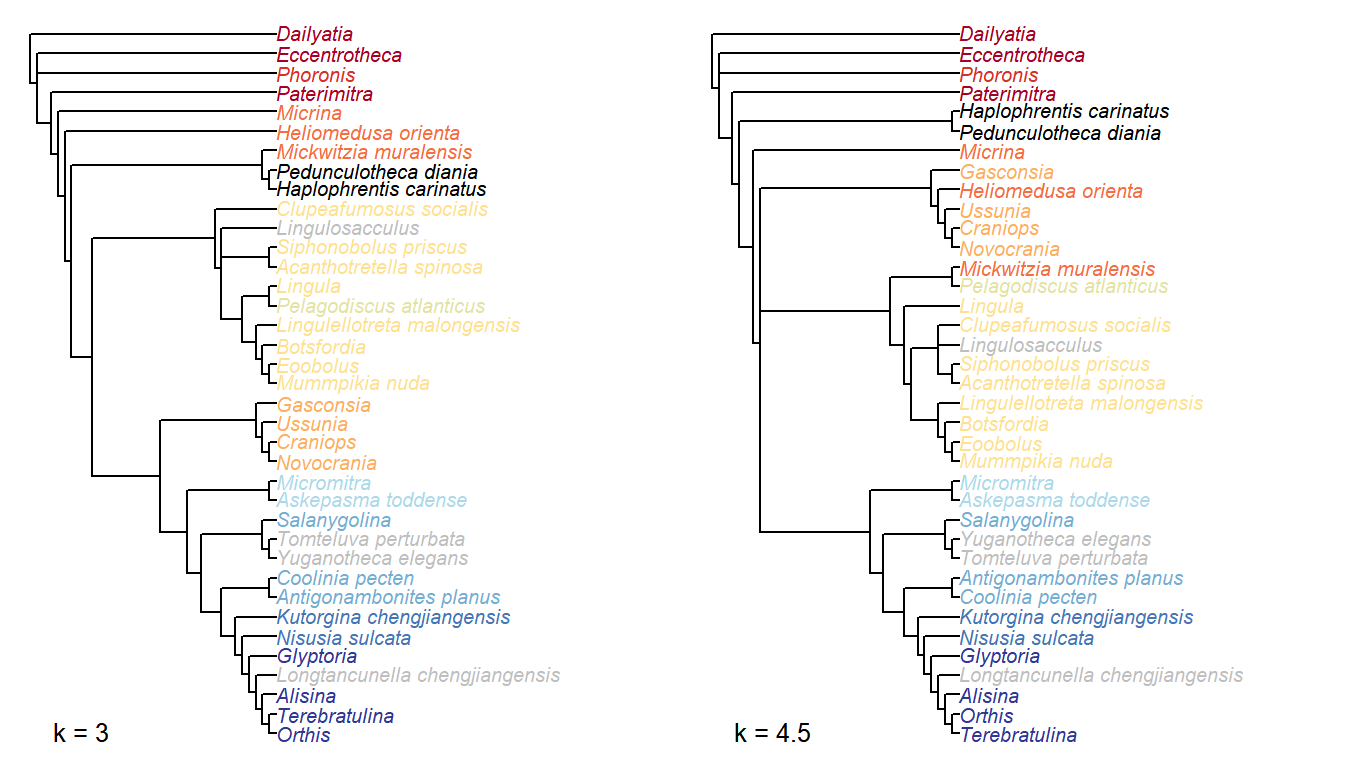 Dailyatia
Eccentrotheca
Phoronis
Paterimitra
Micrina
Heliomedusa orienta
Mickwitzia muralensis
Pedunculotheca diania
Haplophrentis carinatus
Clupeafumosus socialis
Lingulosacculus
Siphonobolus priscus
Acanthotretella spinosa
Lingula
Pelagodiscus atlanticus
Lingulellotreta malongensis
Botsfordia
Eoobolus
Mummpikia nuda
Gasconsia
Ussunia
Craniops
Novocrania
Micromitra
Askepasma toddense
Salanygolina
Tomteluva perturbata
Yuganotheca elegans
Coolinia pecten
Antigonambonites planus
Kutorgina chengjiangensis
Nisusia sulcata
Glyptoria
Longtancunella chengjiangensis
Alisina
Terebratulina
Orthis
k = 3
Dailyatia
Eccentrotheca
Phoronis
Paterimitra
Haplophrentis carinatus
Pedunculotheca diania
Micrina
Gasconsia
Heliomedusa orienta
Ussunia
Craniops
Novocrania
Mickwitzia muralensis
Pelagodiscus atlanticus
Lingula
Clupeafumosus socialis
Lingulosacculus
Siphonobolus priscus
Acanthotretella spinosa
Lingulellotreta malongensis
Botsfordia
Eoobolus
Mummpikia nuda
Micromitra
Askepasma toddense
Salanygolina
Yuganotheca elegans
Tomteluva perturbata
Antigonambonites planus
Coolinia pecten
Kutorgina chengjiangensis
Nisusia sulcata
Glyptoria
Longtancunella chengjiangensis
Alisina
Orthis
Terebratulina
k = 4.5